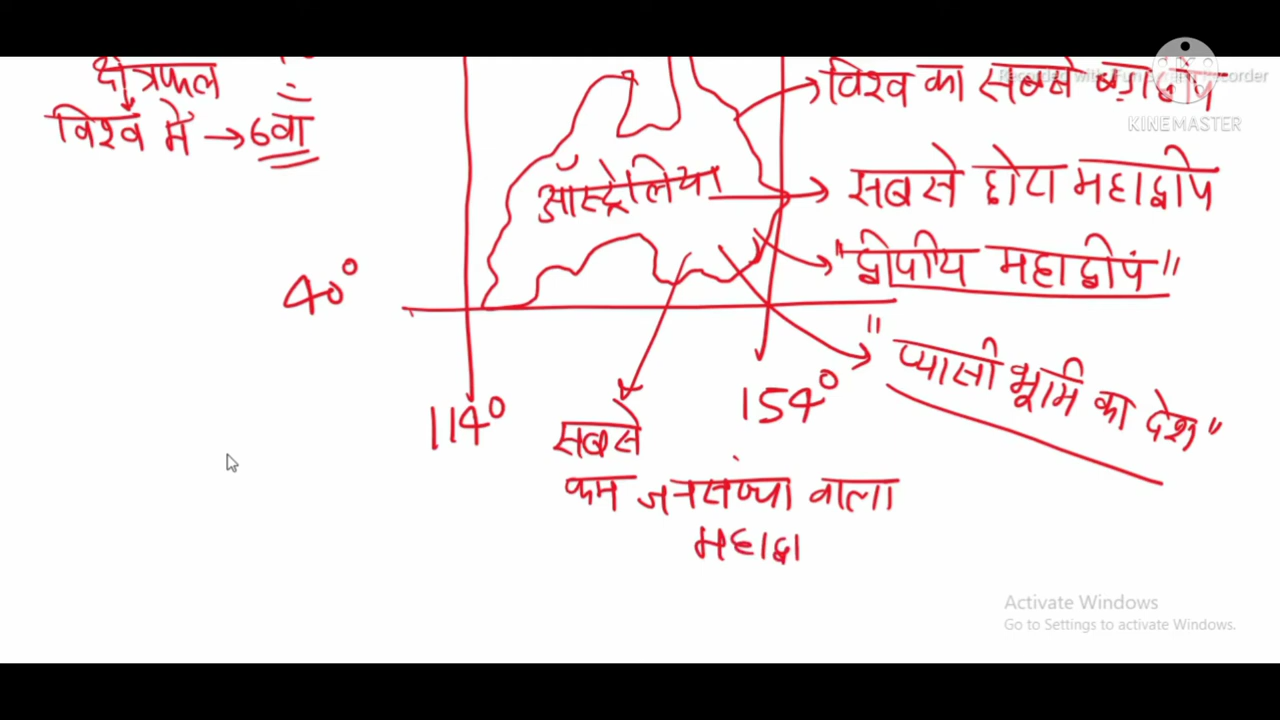 क्षेत्रफल
विश्व में → 6वां
ऑस्ट्रेलिया
विश्व का सबसे बड़ा द्वीप
सबसे छोटा महाद्वीप
"द्वीपीय महाद्वीप"
"प्यासी भूमि का देश"
40°
114°
154°
सबसे
कम जनसंख्या वाला
महाद्वी
KINEMASTER
Activate Windows
Go to Settings to activate Windows.